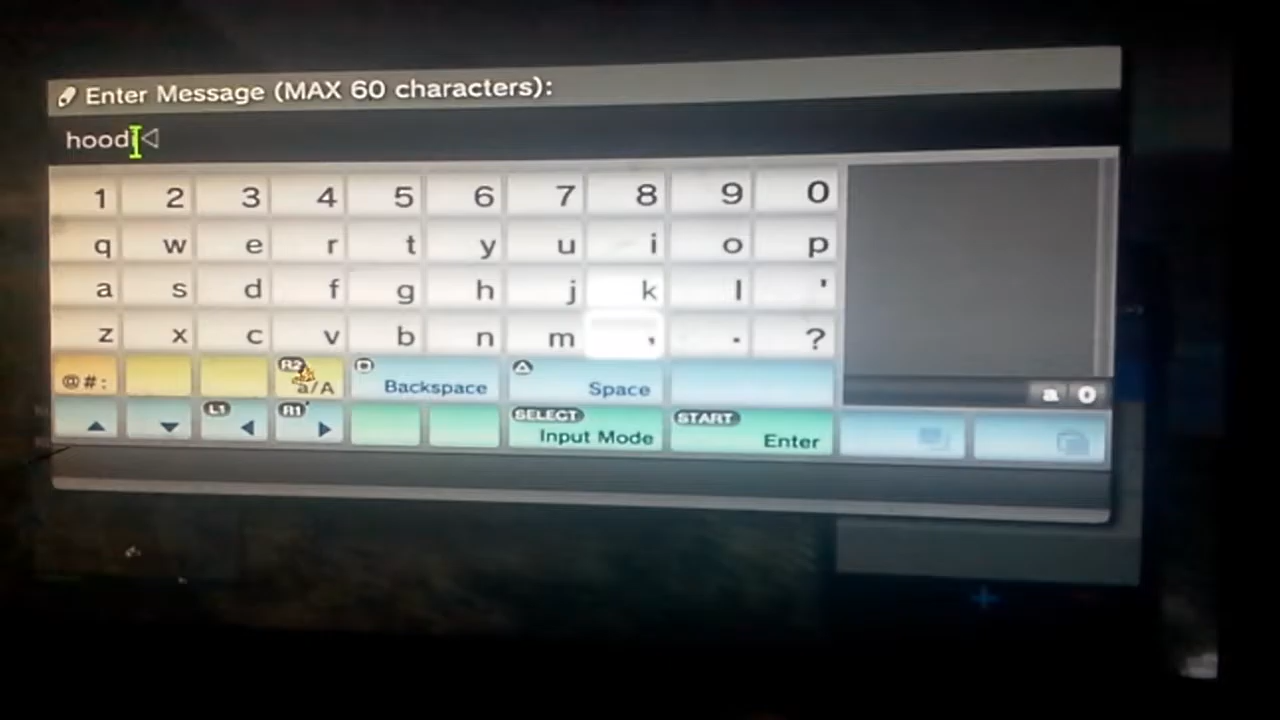 Enter Message (MAX 60 characters):
hood
1 2 3 4 5 6 7 8 9 0
q w e r t y u i o p
a s d f g h j k l '
z x c v b n m , . ?
@#: R2 a/A Backspace Space
a
L1 R1 SELECT Input Mode START Enter